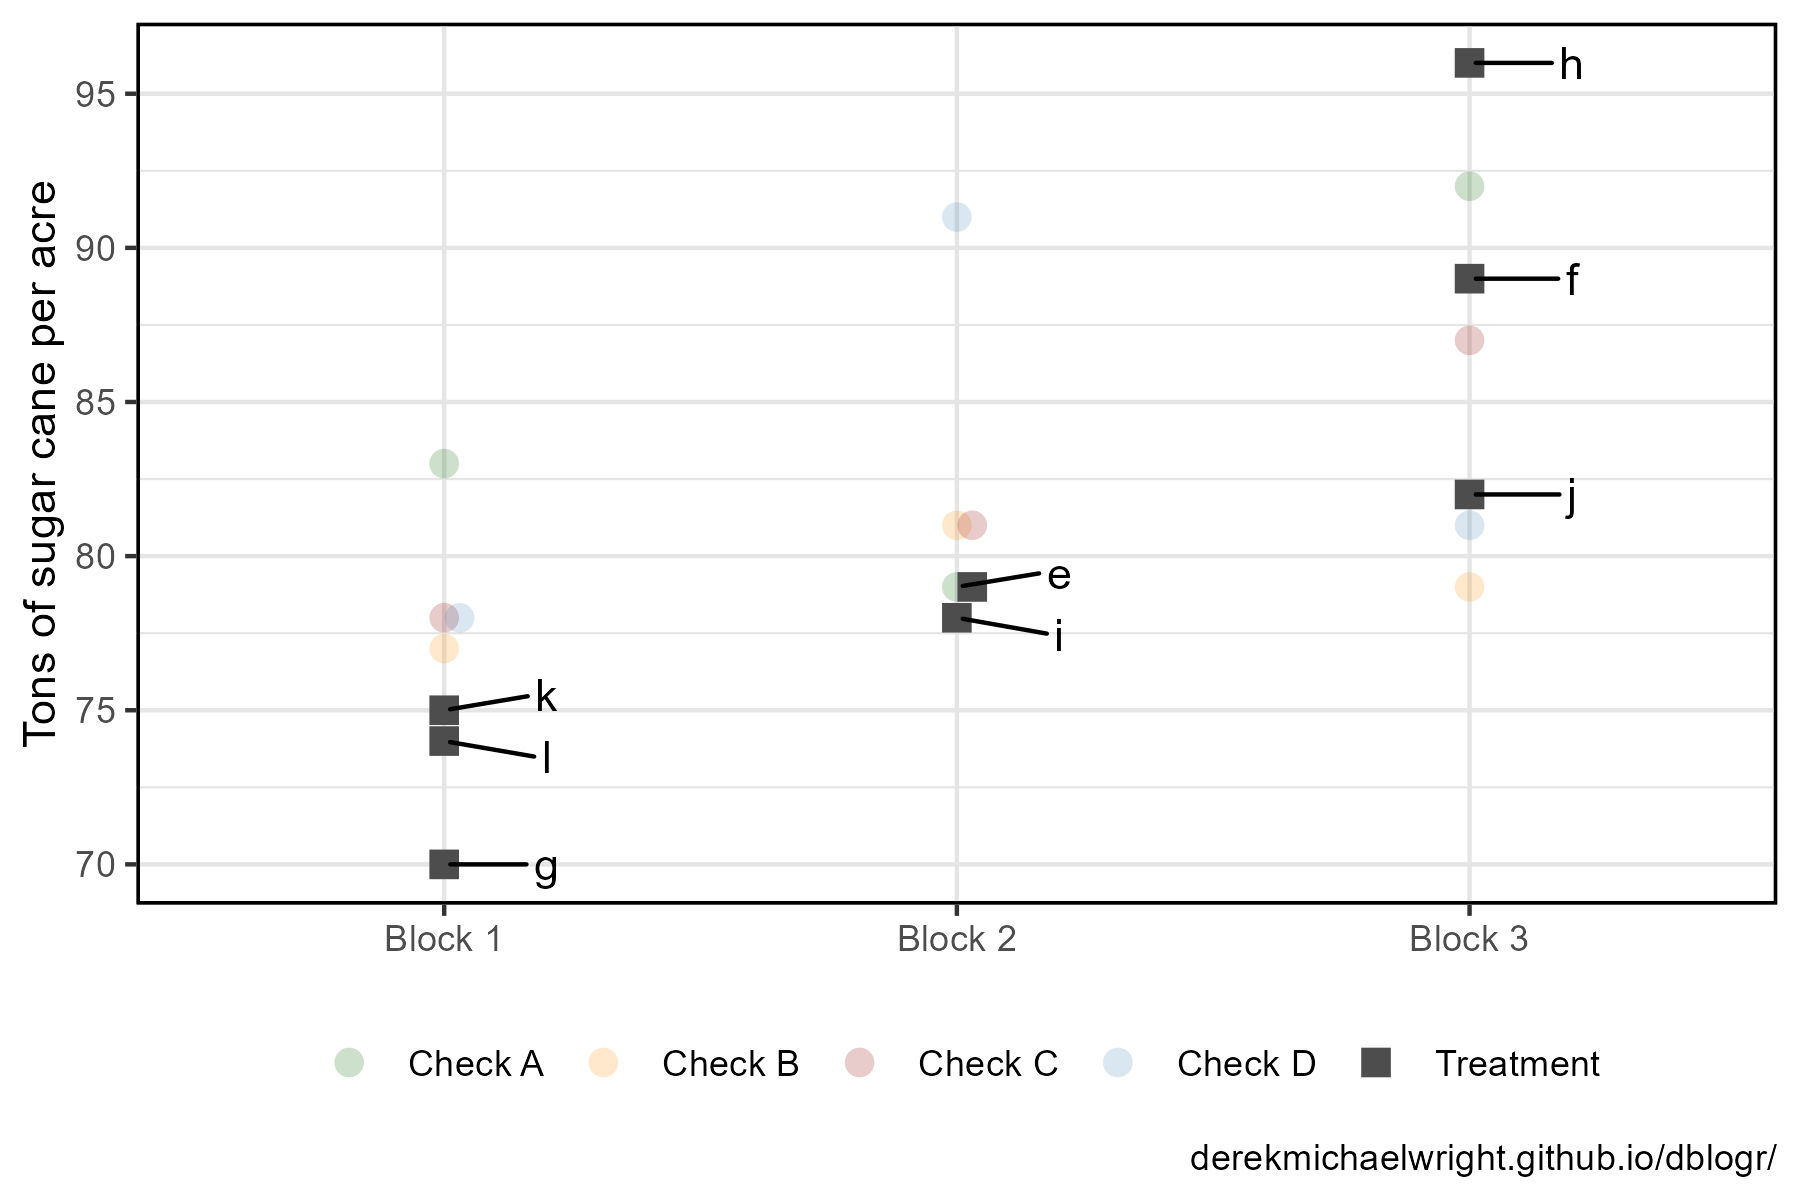 Tons of sugar cane per acre
95
90
85
80
75
70
h
f
j
e
i
k
l
g
Block 1
Block 2
Block 3
Check A
Check B
Check C
Check D
Treatment
derekmichaelwright.github.io/dblogr/